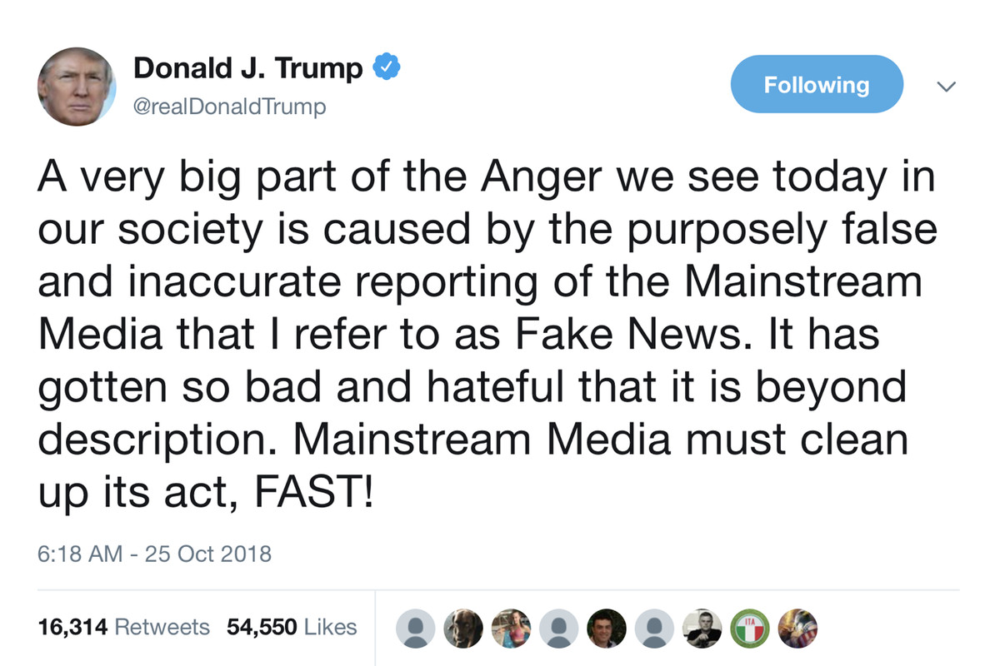 Donald J. Trump
@realDonaldTrump
Following
A very big part of the Anger we see today in
our society is caused by the purposely false
and inaccurate reporting of the Mainstream
Media that I refer to as Fake News. It has
gotten so bad and hateful that it is beyond
description. Mainstream Media must clean
up its act, FAST!
6:18 AM - 25 Oct 2018
16,314 Retweets 54,550 Likes
ITA